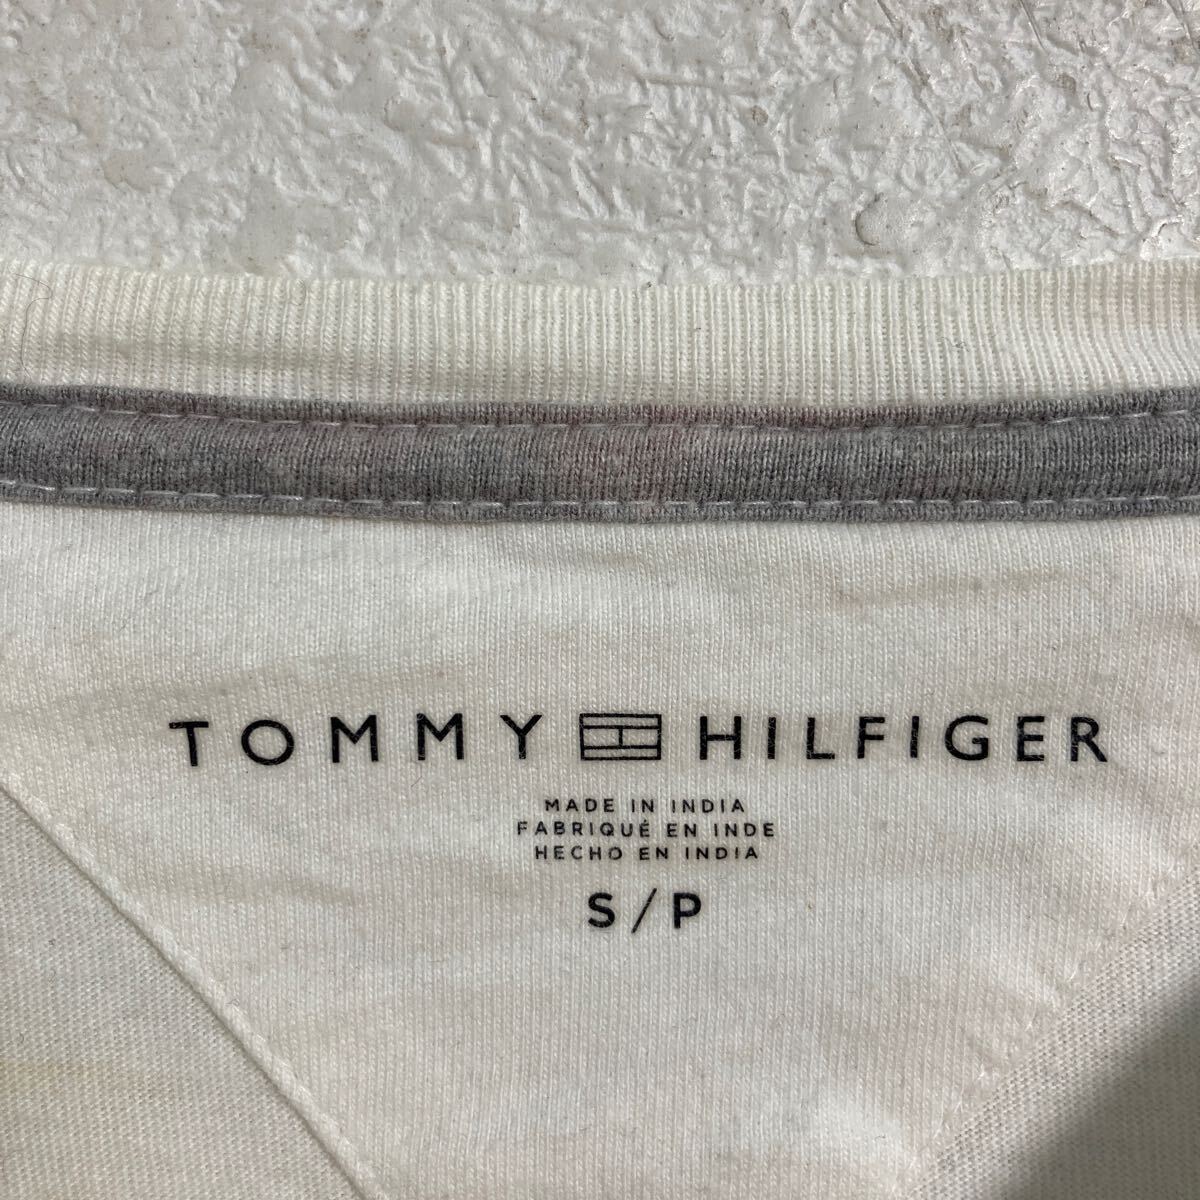 TOMMY HILFIGER
MADE IN INDIA
FABRIQUÉ EN INDE
HECHO EN INDIA
S/P